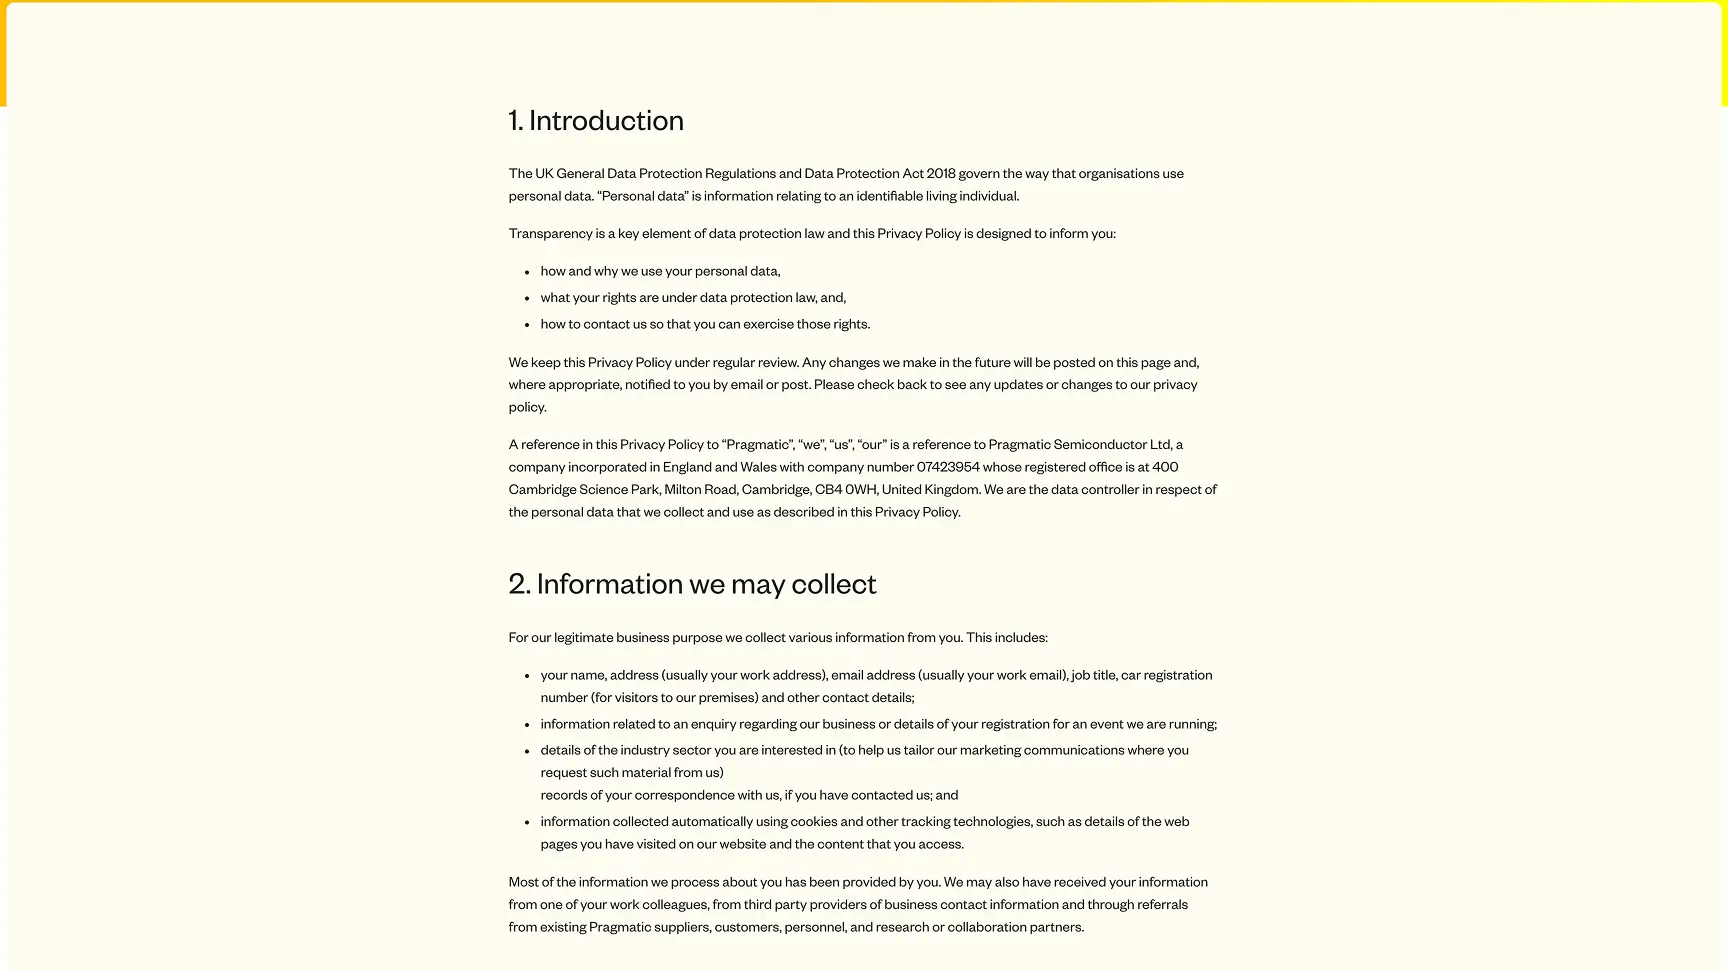 1. Introduction
The UK General Data Protection Regulations and Data Protection Act 2018 govern the way that organisations use
personal data. “Personal data” is information relating to an identifiable living individual.
Transparency is a key element of data protection law and this Privacy Policy is designed to inform you:
• how and why we use your personal data,
• what your rights are under data protection law, and,
• how to contact us so that you can exercise those rights.
We keep this Privacy Policy under regular review. Any changes we make in the future will be posted on this page and,
where appropriate, notified to you by email or post. Please check back to see any updates or changes to our privacy
policy.
A reference in this Privacy Policy to “Pragmatic”, “we”, “us”, “our” is a reference to Pragmatic Semiconductor Ltd, a
company incorporated in England and Wales with company number 07423954 whose registered office is at 400
Cambridge Science Park, Milton Road, Cambridge, CB4 0WH, United Kingdom. We are the data controller in respect of
the personal data that we collect and use as described in this Privacy Policy.
2. Information we may collect
For our legitimate business purpose we collect various information from you. This includes:
• your name, address (usually your work address), email address (usually your work email), job title, car registration
number (for visitors to our premises) and other contact details;
• information related to an enquiry regarding our business or details of your registration for an event we are running;
• details of the industry sector you are interested in (to help us tailor our marketing communications where you
request such material from us)
records of your correspondence with us, if you have contacted us; and
• information collected automatically using cookies and other tracking technologies, such as details of the web
pages you have visited on our website and the content that you access.
Most of the information we process about you has been provided by you. We may also have received your information
from one of your work colleagues, from third party providers of business contact information and through referrals
from existing Pragmatic suppliers, customers, personnel, and research or collaboration partners.